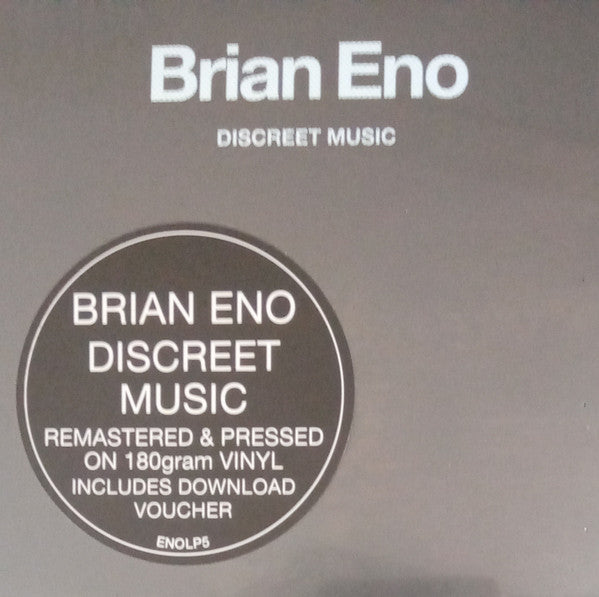 Brian Eno
DISCREET MUSIC
BRIAN ENO
DISCREET
MUSIC
REMASTERED & PRESSED
ON 180gram VINYL
INCLUDES DOWNLOAD
VOUCHER
ENOLP5